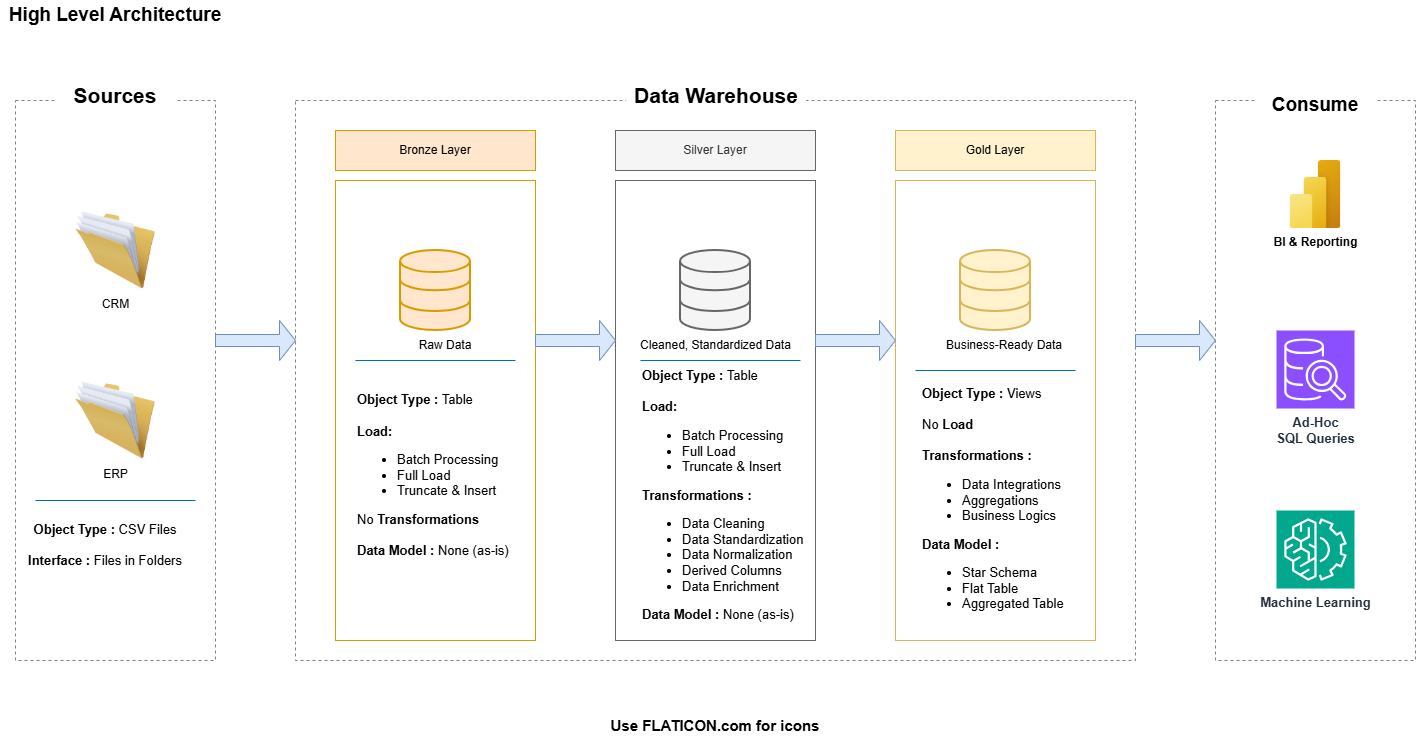 High Level Architecture
Sources
CRM
ERP
Object Type : CSV Files
Interface : Files in Folders
Data Warehouse
Bronze Layer
Raw Data
Object Type : Table
Load:
• Batch Processing
• Full Load
• Truncate & Insert
No Transformations
Data Model : None (as-is)
Silver Layer
Cleaned, Standardized Data
Object Type : Table
Load:
• Batch Processing
• Full Load
• Truncate & Insert
Transformations :
• Data Cleaning
• Data Standardization
• Data Normalization
• Derived Columns
• Data Enrichment
Data Model : None (as-is)
Gold Layer
Business-Ready Data
Object Type : Views
No Load
Transformations :
• Data Integrations
• Aggregations
• Business Logics
Data Model :
• Star Schema
• Flat Table
• Aggregated Table
Consume
BI & Reporting
Ad-Hoc
SQL Queries
Machine Learning
Use FLATICON.com for icons